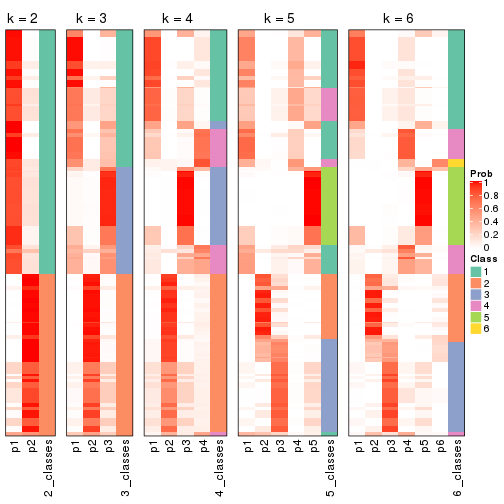 k = 2
k = 3
k = 4
k = 5
k = 6
Prob
1
0.8
0.6
0.4
0.2
0
Class
1
2
3
4
5
6
p1
p2
2_classes
p1
p2
p3
3_classes
p1
p2
p3
p4
4_classes
p1
p2
p3
p4
p5
5_classes
p1
p2
p3
p4
p5
p6
6_classes